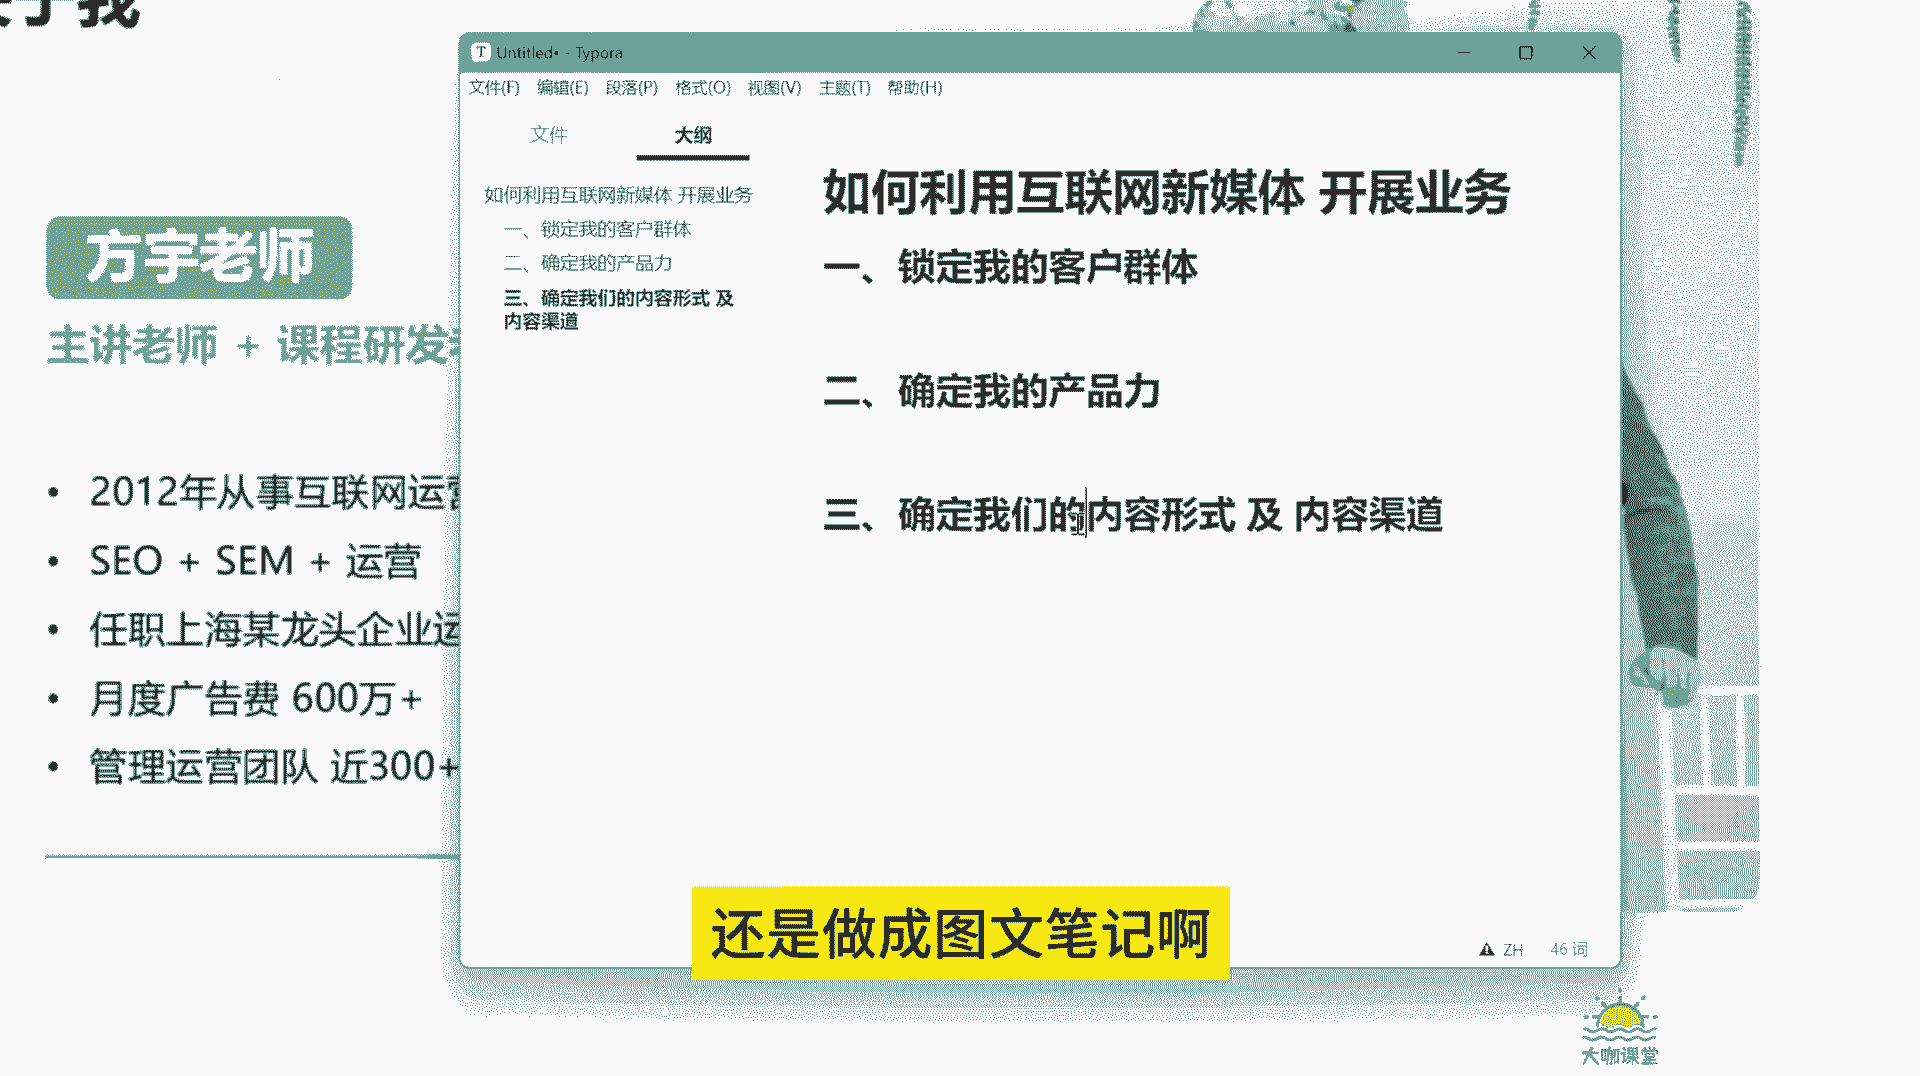 于我
方宇老师
主讲老师 + 课程研发
2012年从事互联网运营
SEO + SEM + 运营
任职上海某龙头企业运
月度广告费 600万+
管理运营团队 近300+
Untitled• - Typora
文件(F) 编辑(E) 段落(P) 格式(O) 视图(V) 主题(T) 帮助(H)
文件 大纲
如何利用互联网新媒体 开展业务
一、锁定我的客户群体
二、确定我的产品力
三、确定我们的内容形式 及
内容渠道
如何利用互联网新媒体 开展业务
一、锁定我的客户群体
二、确定我的产品力
三、确定我们的内容形式 及 内容渠道
ZH 46 词
还是做成图文笔记啊
大咖课堂